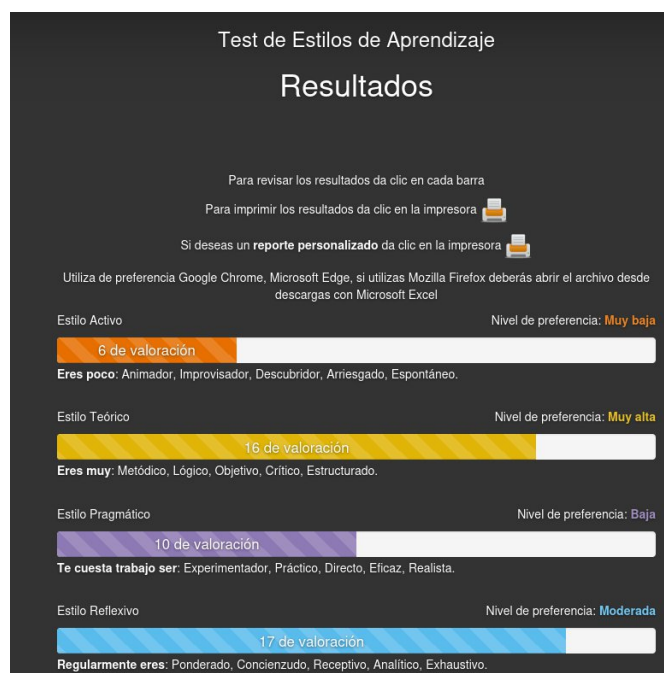 Test de Estilos de Aprendizaje
Resultados
Para revisar los resultados da clic en cada barra
Para imprimir los resultados da clic en la impresora
Si deseas un reporte personalizado da clic en la impresora
Utiliza de preferencia Google Chrome, Microsoft Edge, si utilizas Mozilla Firefox deberás abrir el archivo desde
descargas con Microsoft Excel
Estilo Activo Nivel de preferencia: Muy baja
6 de valoración
Eres poco: Animador, Improvisador, Descubridor, Arriesgado, Espontáneo.
Estilo Teórico Nivel de preferencia: Muy alta
16 de valoración
Eres muy: Metódico, Lógico, Objetivo, Crítico, Estructurado.
Estilo Pragmático Nivel de preferencia: Baja
10 de valoración
Te cuesta trabajo ser: Experimentador, Práctico, Directo, Eficaz, Realista.
Estilo Reflexivo Nivel de preferencia: Moderada
17 de valoración
Regularmente eres: Ponderado, Concienzudo, Receptivo, Analítico, Exhaustivo.